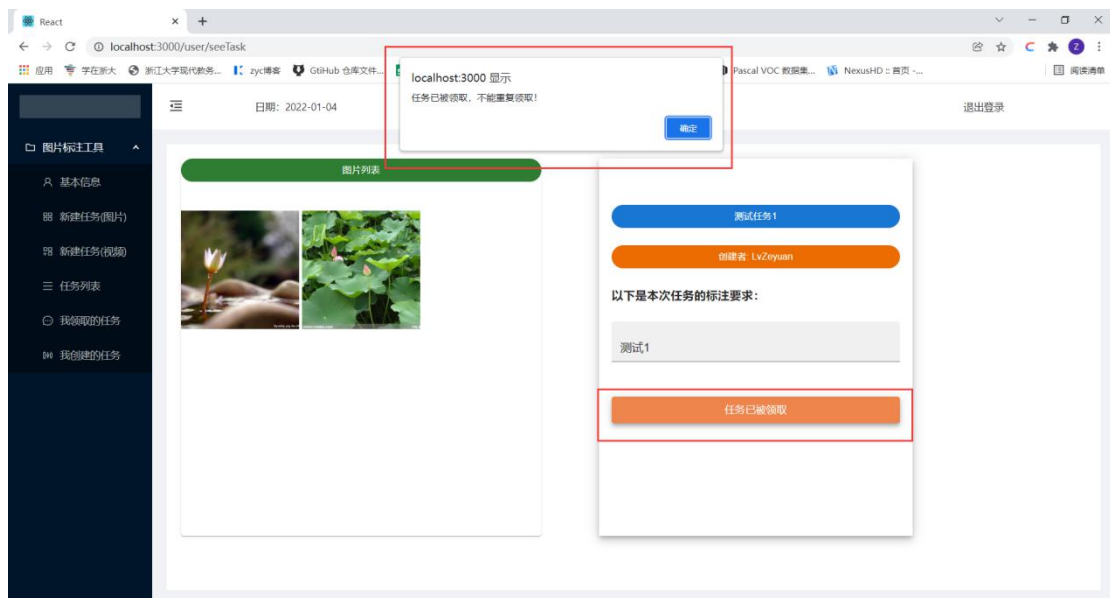 React
localhost:3000/user/seeTask
应用
学在浙大
浙江大学现代教务...
zyc博客
GtiHub 仓库文件...
Pascal VOC 数据集...
NexusHD :: 首页 -...
阅读清单
localhost:3000 显示
任务已被领取，不能重复领取！
确定
日期：2022-01-04
退出登录
图片标注工具
基本信息
新建任务(图片)
新建任务(视频)
任务列表
我领取的任务
我创建的任务
图片列表
测试任务1
创建者: LvZeyuan
以下是本次任务的标注要求：
测试1
任务已被领取